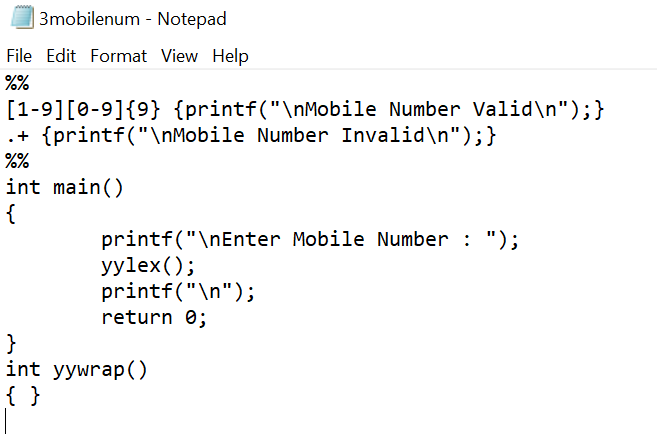 3mobilenum - Notepad
File Edit Format View Help
%%
[1-9][0-9]{9} {printf("\nMobile Number Valid\n");}
.+ {printf("\nMobile Number Invalid\n");}
%%
int main()
{
        printf("\nEnter Mobile Number : ");
        yylex();
        printf("\n");
        return 0;
}
int yywrap()
{ }